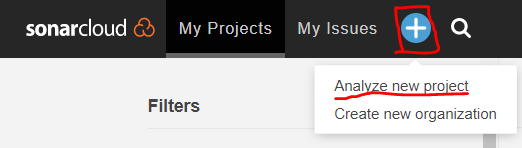 sonarcloud My Projects My Issues
Analyze new project
Filters
Create new organization